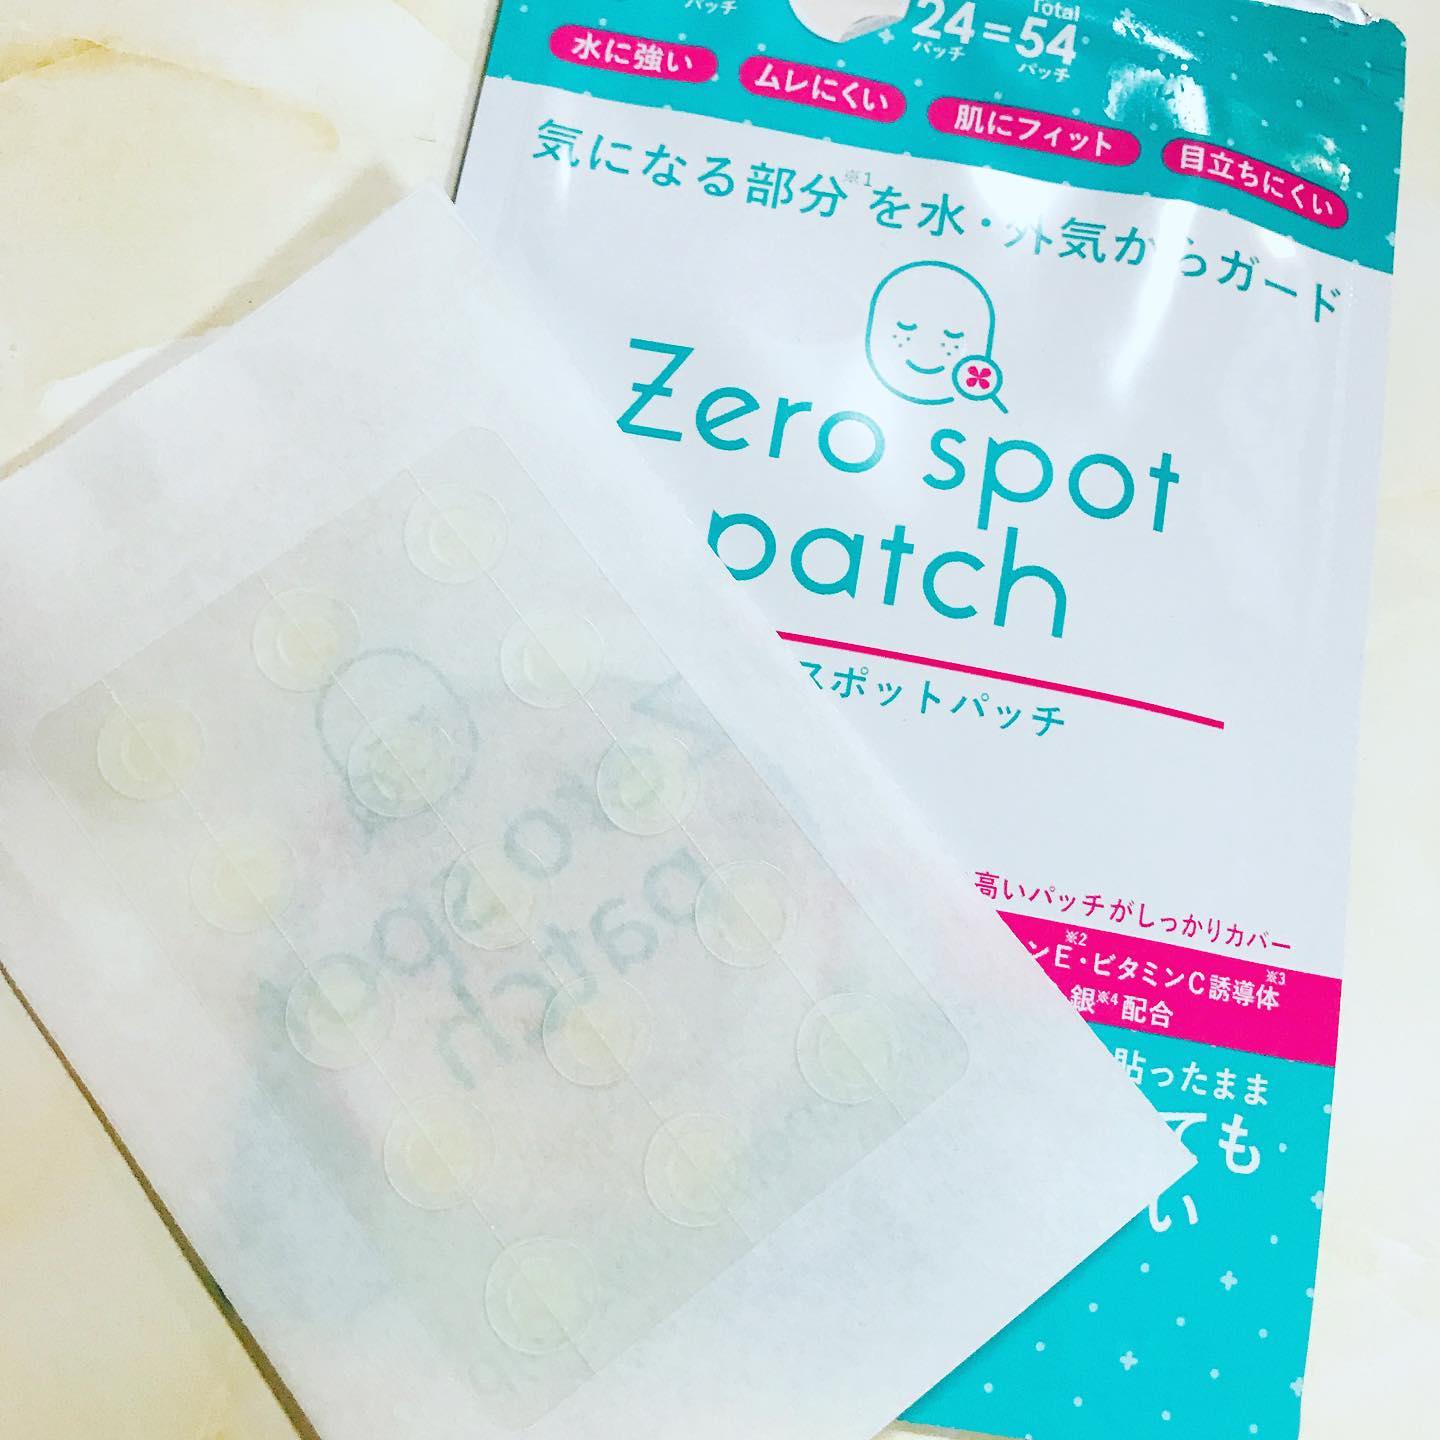 Total
24=54
パッチ パッチ パッチ
水に強い ムレにくい 肌にフィット 目立ちにくい
気になる部分※1を水・外気からガード
Zero spot
patch
スポットパッチ
高いパッチがしっかりカバー
ンE※2・ビタミンC誘導体※3
銀※4配合
貼ったまま
ても
い